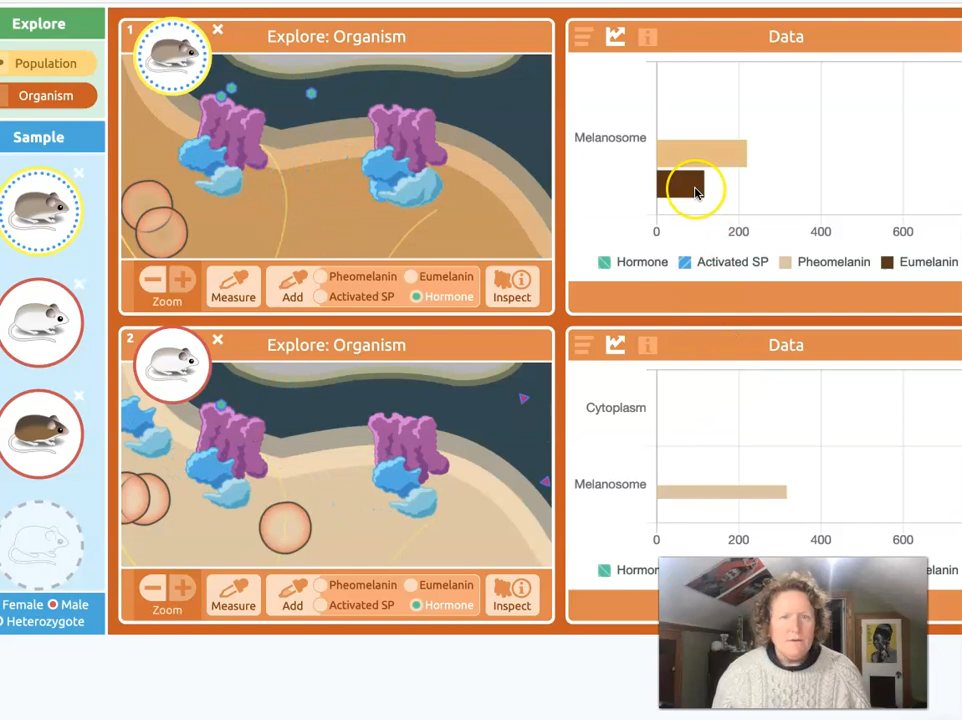 Explore
Population
Organism
Sample
Female Male
Heterozygote
1
Explore: Organism
Zoom
Measure
Add
Pheomelanin Eumelanin
Activated SP Hormone
Inspect
Data
Melanosome
0 200 400 600
Hormone Activated SP Pheomelanin Eumelanin
2
Explore: Organism
Zoom
Measure
Add
Pheomelanin Eumelanin
Activated SP Hormone
Inspect
Data
Cytoplasm
Melanosome
0 200 400 600
Hormon elanin